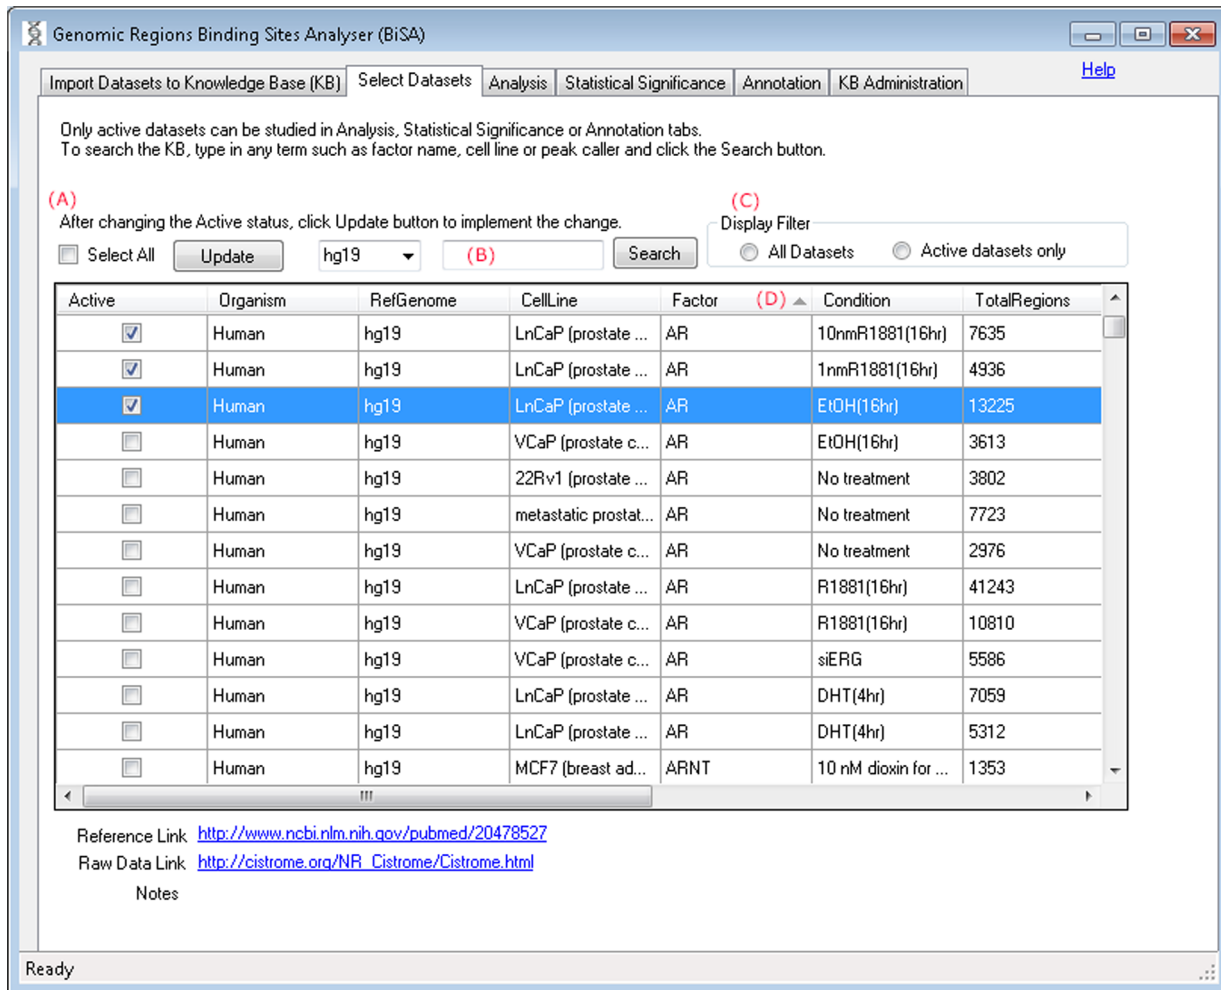 Genomic Regions Binding Sites Analyser (BiSA)
Help
Import Datasets to Knowledge Base (KB) Select Datasets Analysis Statistical Significance Annotation KB Administration
Only active datasets can be studied in Analysis, Statistical Significance or Annotation tabs.
To search the KB, type in any term such as factor name, cell line or peak caller and click the Search button.
(A) (C)
After changing the Active status, click Update button to implement the change. Display Filter
Select All Update hg19 (B) Search All Datasets Active datasets only
Active Organism RefGenome CellLine Factor (D) Condition TotalRegions
Human hg19 LnCaP (prostate ... AR 10nmR1881(16hr) 7635
Human hg19 LnCaP (prostate ... AR 1nmR1881(16hr) 4936
Human hg19 LnCaP (prostate ... AR EtOH(16hr) 13225
Human hg19 VCaP (prostate c... AR EtOH(16hr) 3613
Human hg19 22Rv1 (prostate ... AR No treatment 3802
Human hg19 metastatic prostat... AR No treatment 7723
Human hg19 VCaP (prostate c... AR No treatment 2976
Human hg19 LnCaP (prostate ... AR R1881(16hr) 41243
Human hg19 VCaP (prostate c... AR R1881(16hr) 10810
Human hg19 VCaP (prostate c... AR siERG 5586
Human hg19 LnCaP (prostate ... AR DHT(4hr) 7059
Human hg19 LnCaP (prostate ... AR DHT(4hr) 5312
Human hg19 MCF7 (breast ad... ARNT 10 nM dioxin for ... 1353
Reference Link http://www.ncbi.nlm.nih.gov/pubmed/20478527
Raw Data Link http://cistrome.org/NR_Cistrome/Cistrome.html
Notes
Ready